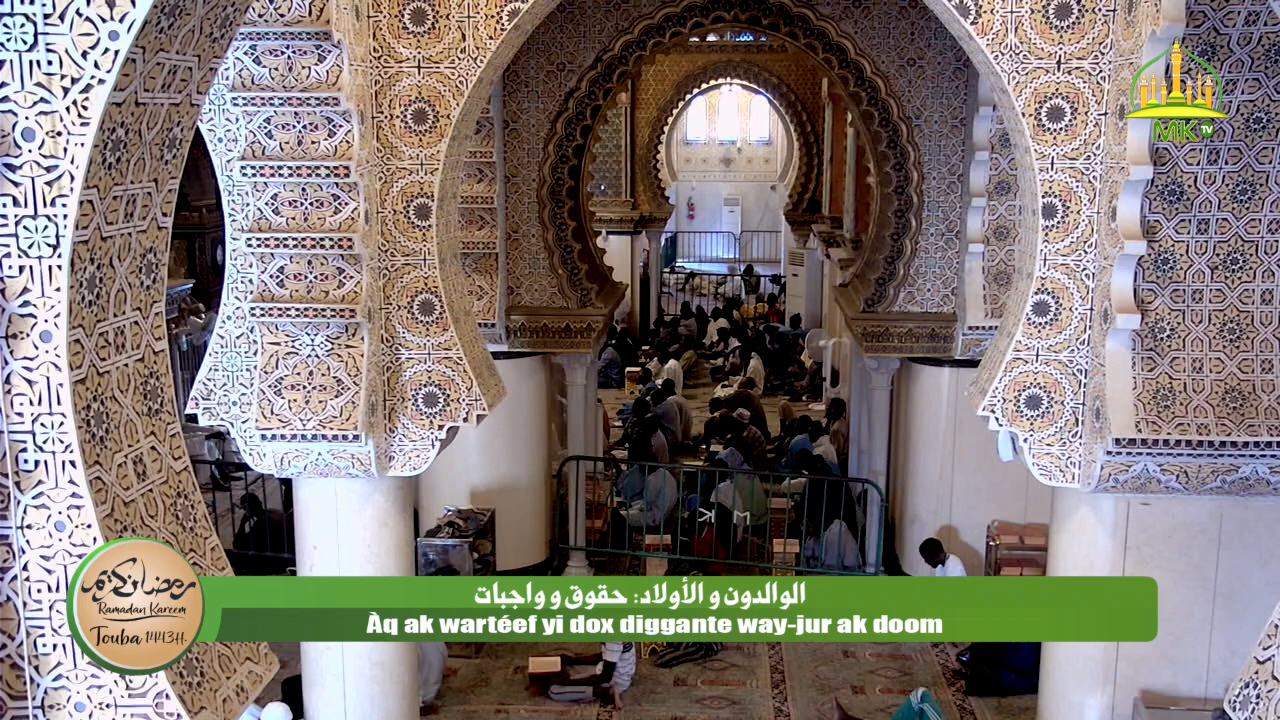 MK TV
الوالدون و الأولاد: حقوق و واجبات
Àq ak wartéef yi dox diggante way-jur ak doom
رمضان كريم
Ramadan Kareem
Touba 1443H.